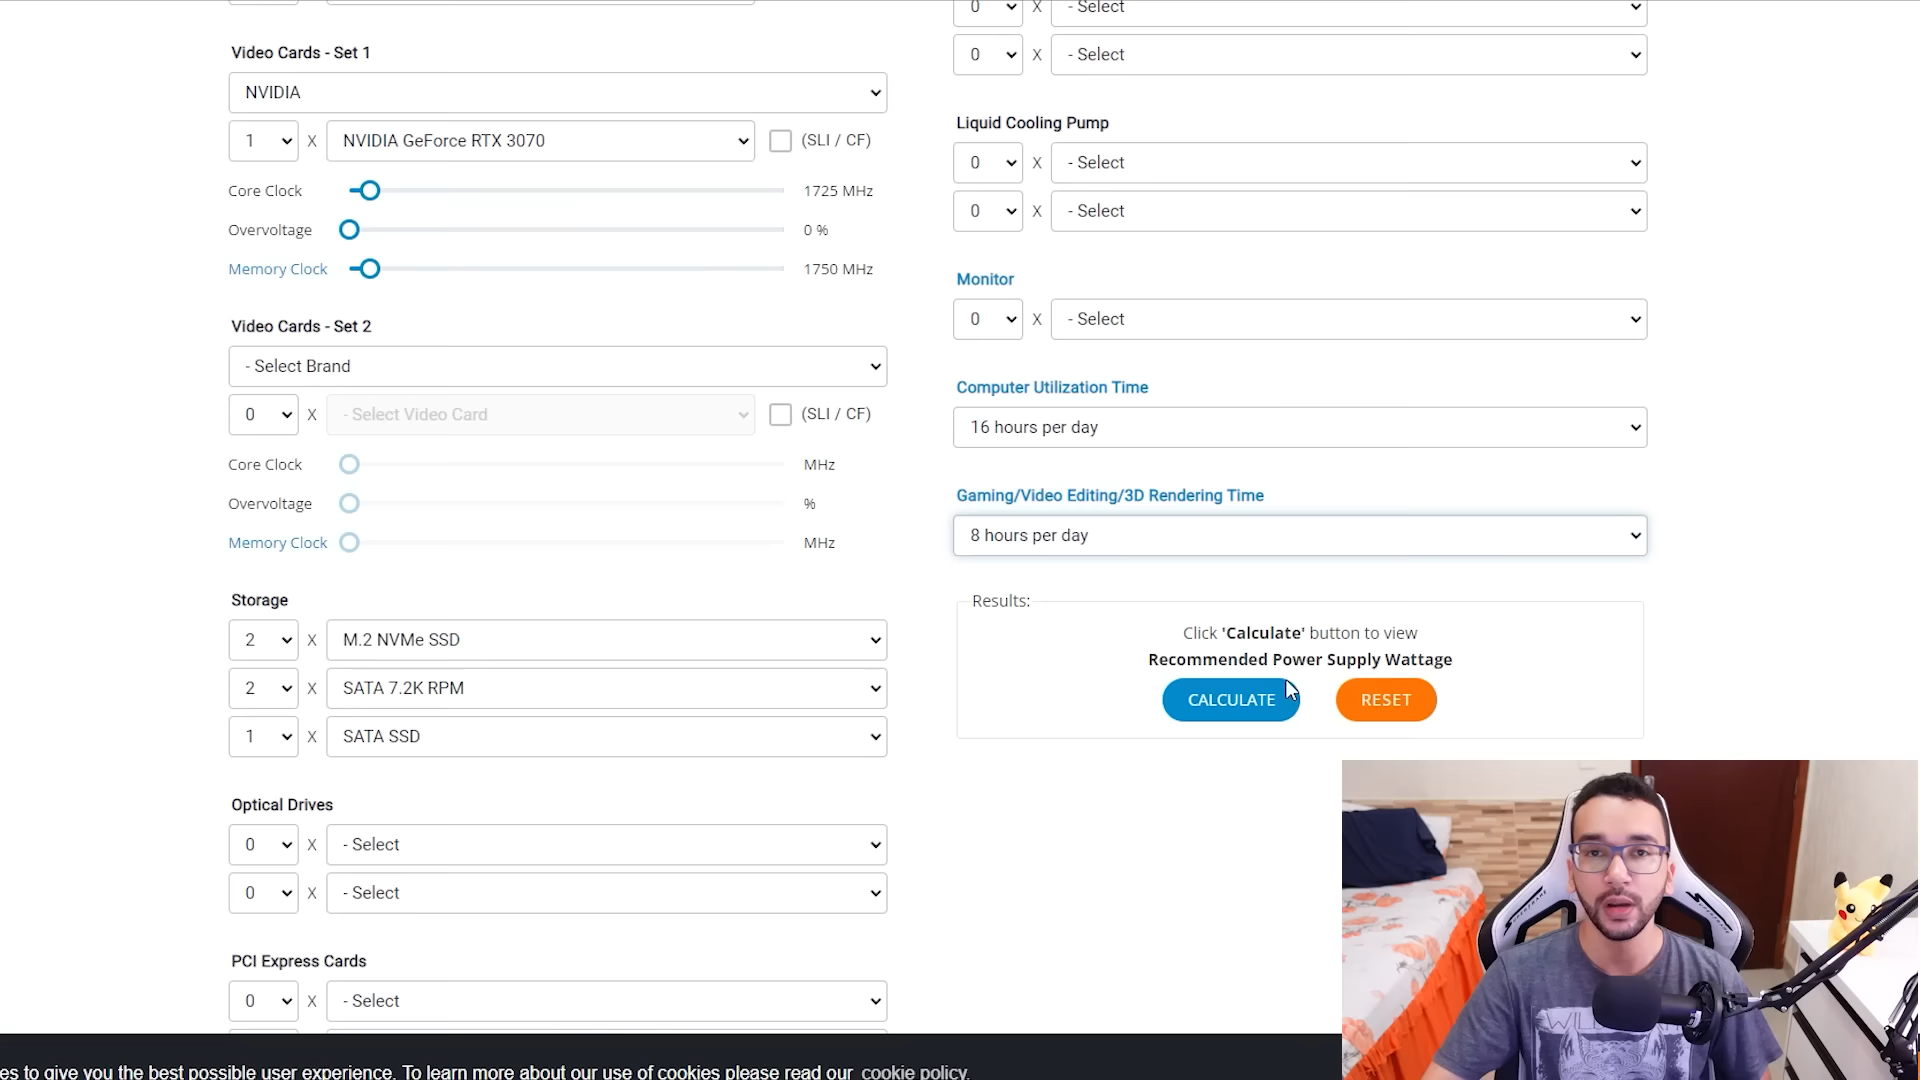 Video Cards - Set 1
NVIDIA
1 X NVIDIA GeForce RTX 3070 (SLI / CF)
Core Clock 1725 MHz
Overvoltage 0 %
Memory Clock 1750 MHz
Video Cards - Set 2
- Select Brand
0 X - Select Video Card (SLI / CF)
Core Clock MHz
Overvoltage %
Memory Clock MHz
Storage
2 X M.2 NVMe SSD
2 X SATA 7.2K RPM
1 X SATA SSD
Optical Drives
0 X - Select
0 X - Select
PCI Express Cards
0 X - Select
0 X - Select
0 X - Select
Liquid Cooling Pump
0 X - Select
0 X - Select
Monitor
0 X - Select
Computer Utilization Time
16 hours per day
Gaming/Video Editing/3D Rendering Time
8 hours per day
Results:
Click 'Calculate' button to view
Recommended Power Supply Wattage
CALCULATE RESET
es to give you the best possible user experience. To learn more about our use of cookies please read our cookie policy.